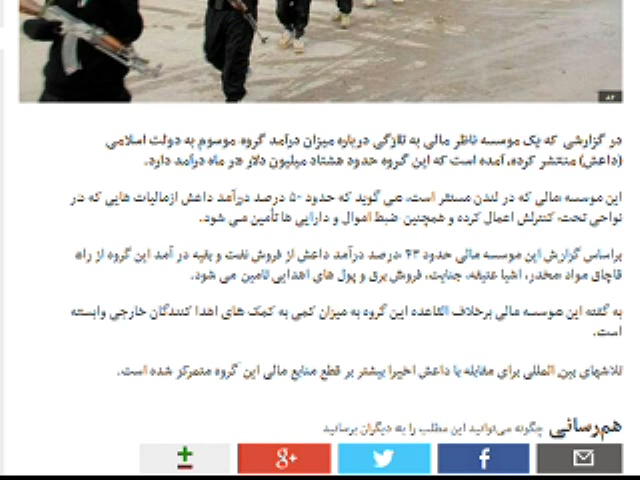 در گزارشی که یک موسسه ناظر مالی به تازگی درباره میزان درآمد گروه موسوم به دولت اسلامی
(داعش) منتشر کرده، آمده است که این گروه حدود هشتاد میلیون دلار در ماه درآمد دارد.
این موسسه مالی که در لندن مستقر است، می گوید که حدود ۵۰ درصد درآمد داعش ازمالیات هایی که در
نواحی تحت کنترلش اعمال کرده و همچنین ضبط اموال و دارایی ها تأمین می شود.
براساس گزارش این موسسه مالی حدود ۴۳ درصد درآمد داعش از فروش نفت و بقیه در آمد این گروه از راه
قاچاق مواد مخدر، اشیا عتیقه، جنایت، فروش برق و پول های اهدایی تامین می شود.
به گفته این موسسه مالی برخلاف القاعده این گروه به میزان کمی به کمک های اهدا کنندگان خارجی وابسته
است.
تلاشهای بین المللی برای مقابله با داعش اخیرا بیشتر بر قطع منابع مالی این گروه متمرکز شده است.
هم‌رسانی چگونه می‌توانید این مطلب را به دیگران برسانید